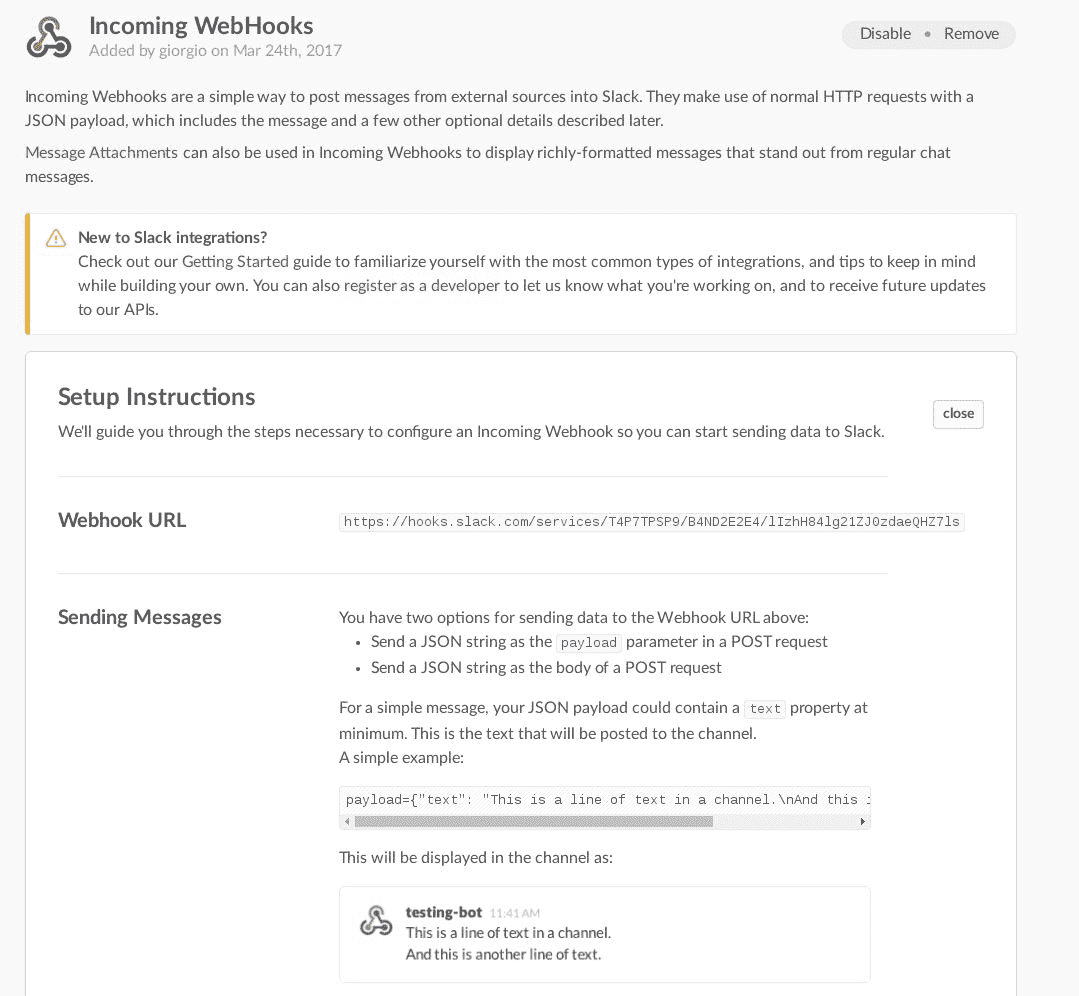 Incoming WebHooks
Added by giorgio on Mar 24th, 2017
Disable • Remove
Incoming Webhooks are a simple way to post messages from external sources into Slack. They make use of normal HTTP requests with a
JSON payload, which includes the message and a few other optional details described later.
Message Attachments can also be used in Incoming Webhooks to display richly-formatted messages that stand out from regular chat
messages.
New to Slack integrations?
Check out our Getting Started guide to familiarize yourself with the most common types of integrations, and tips to keep in mind
while building your own. You can also register as a developer to let us know what you're working on, and to receive future updates
to our APIs.
Setup Instructions
close
We'll guide you through the steps necessary to configure an Incoming Webhook so you can start sending data to Slack.
Webhook URL
https://hooks.slack.com/services/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
Sending Messages
You have two options for sending data to the Webhook URL above:
• Send a JSON string as the payload parameter in a POST request
• Send a JSON string as the body of a POST request
For a simple message, your JSON payload could contain a text property at
minimum. This is the text that will be posted to the channel.
A simple example:
payload={"text": "This is a line of text in a channel.\nAnd this
This will be displayed in the channel as:
testing-bot 11:41 AM
This is a line of text in a channel.
And this is another line of text.